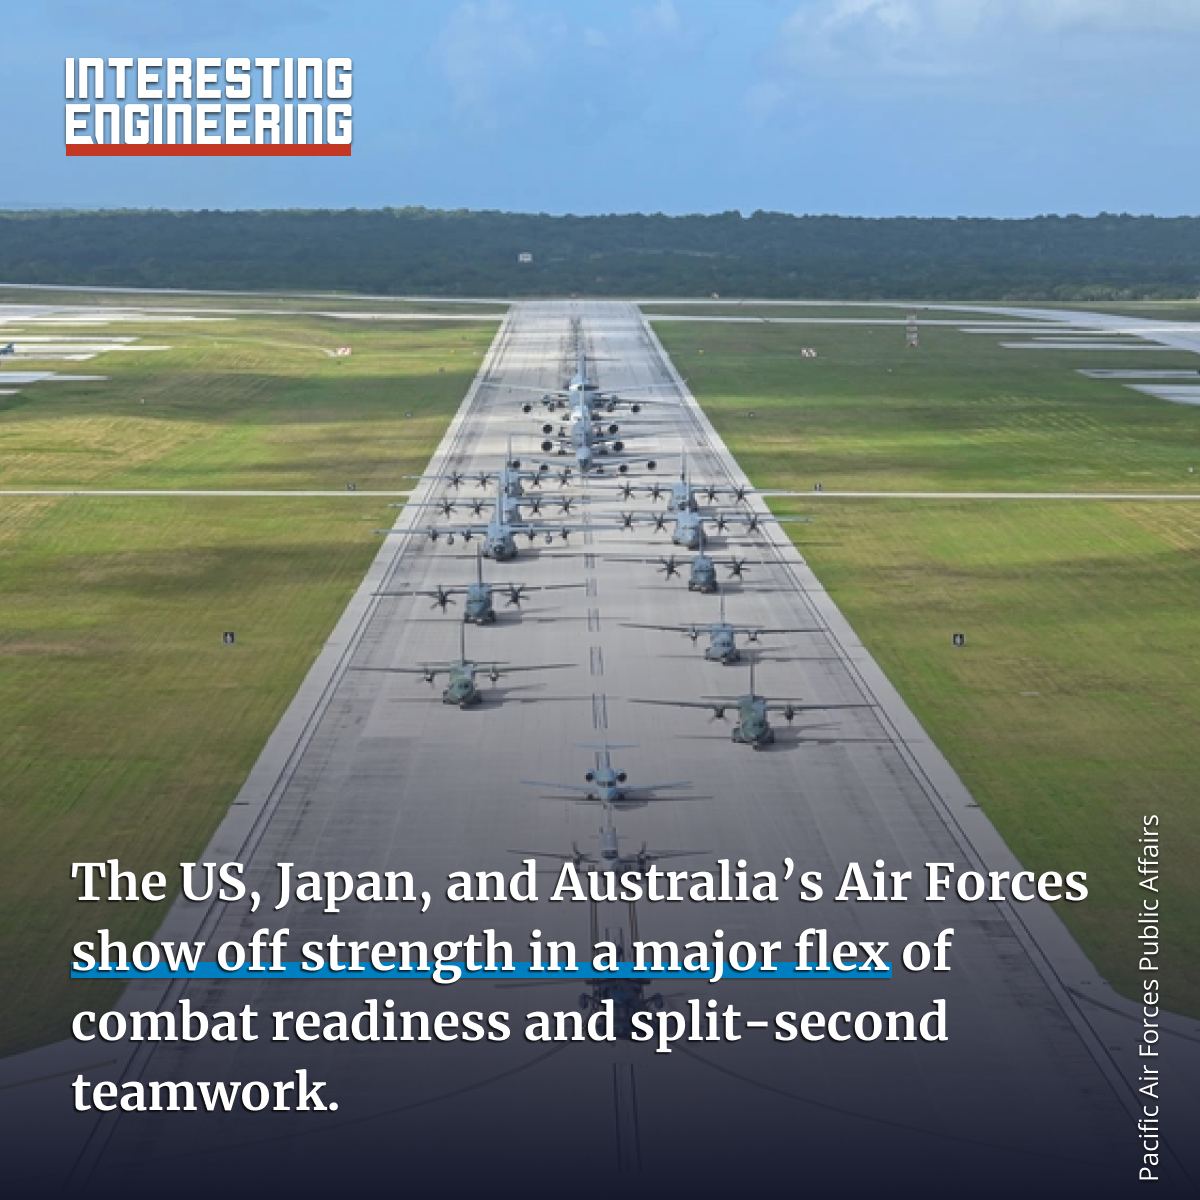 INTERESTING
ENGINEERING
The US, Japan, and Australia’s Air Forces
show off strength in a major flex of
combat readiness and split-second
teamwork.
Pacific Air Forces Public Affairs